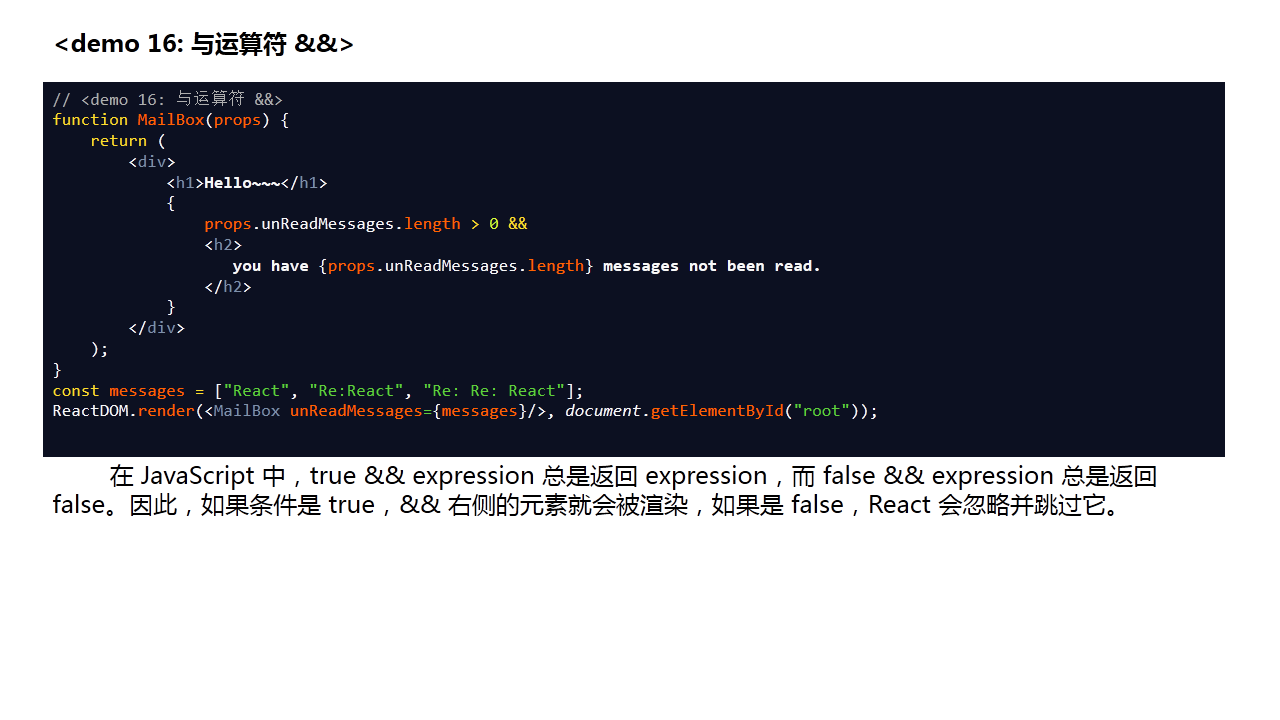 <demo 16: 与运算符 &&>
// <demo 16: 与运算符 &&>
function MailBox(props) {
    return (
        <div>
            <h1>Hello~~~</h1>
            {
                props.unReadMessages.length > 0 &&
                <h2>
                   you have {props.unReadMessages.length} messages not been read.
                </h2>
            }
        </div>
    );
}
const messages = ["React", "Re:React", "Re: Re: React"];
ReactDOM.render(<MailBox unReadMessages={messages}/>, document.getElementById("root"));
在 JavaScript 中，true && expression 总是返回 expression，而 false && expression 总是返回
false。因此，如果条件是 true，&& 右侧的元素就会被渲染，如果是 false，React 会忽略并跳过它。